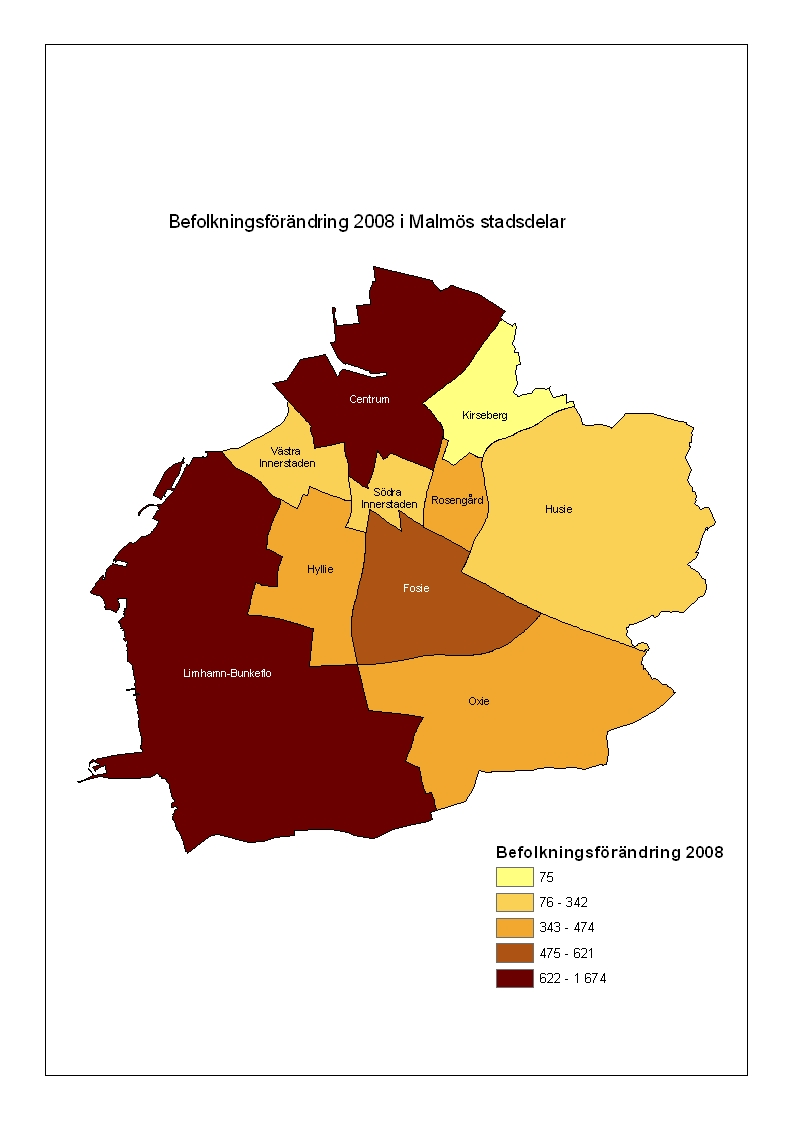 Befolkningsförändring 2008 i Malmös stadsdelar
Centrum
Kirseberg
Västra
Innerstaden
Södra
Innerstaden
Rosengård
Husie
Hyllie
Fosie
Limhamn-Bunkeflo
Oxie
Befolkningsförändring 2008
75
76 - 342
343 - 474
475 - 621
622 - 1 674